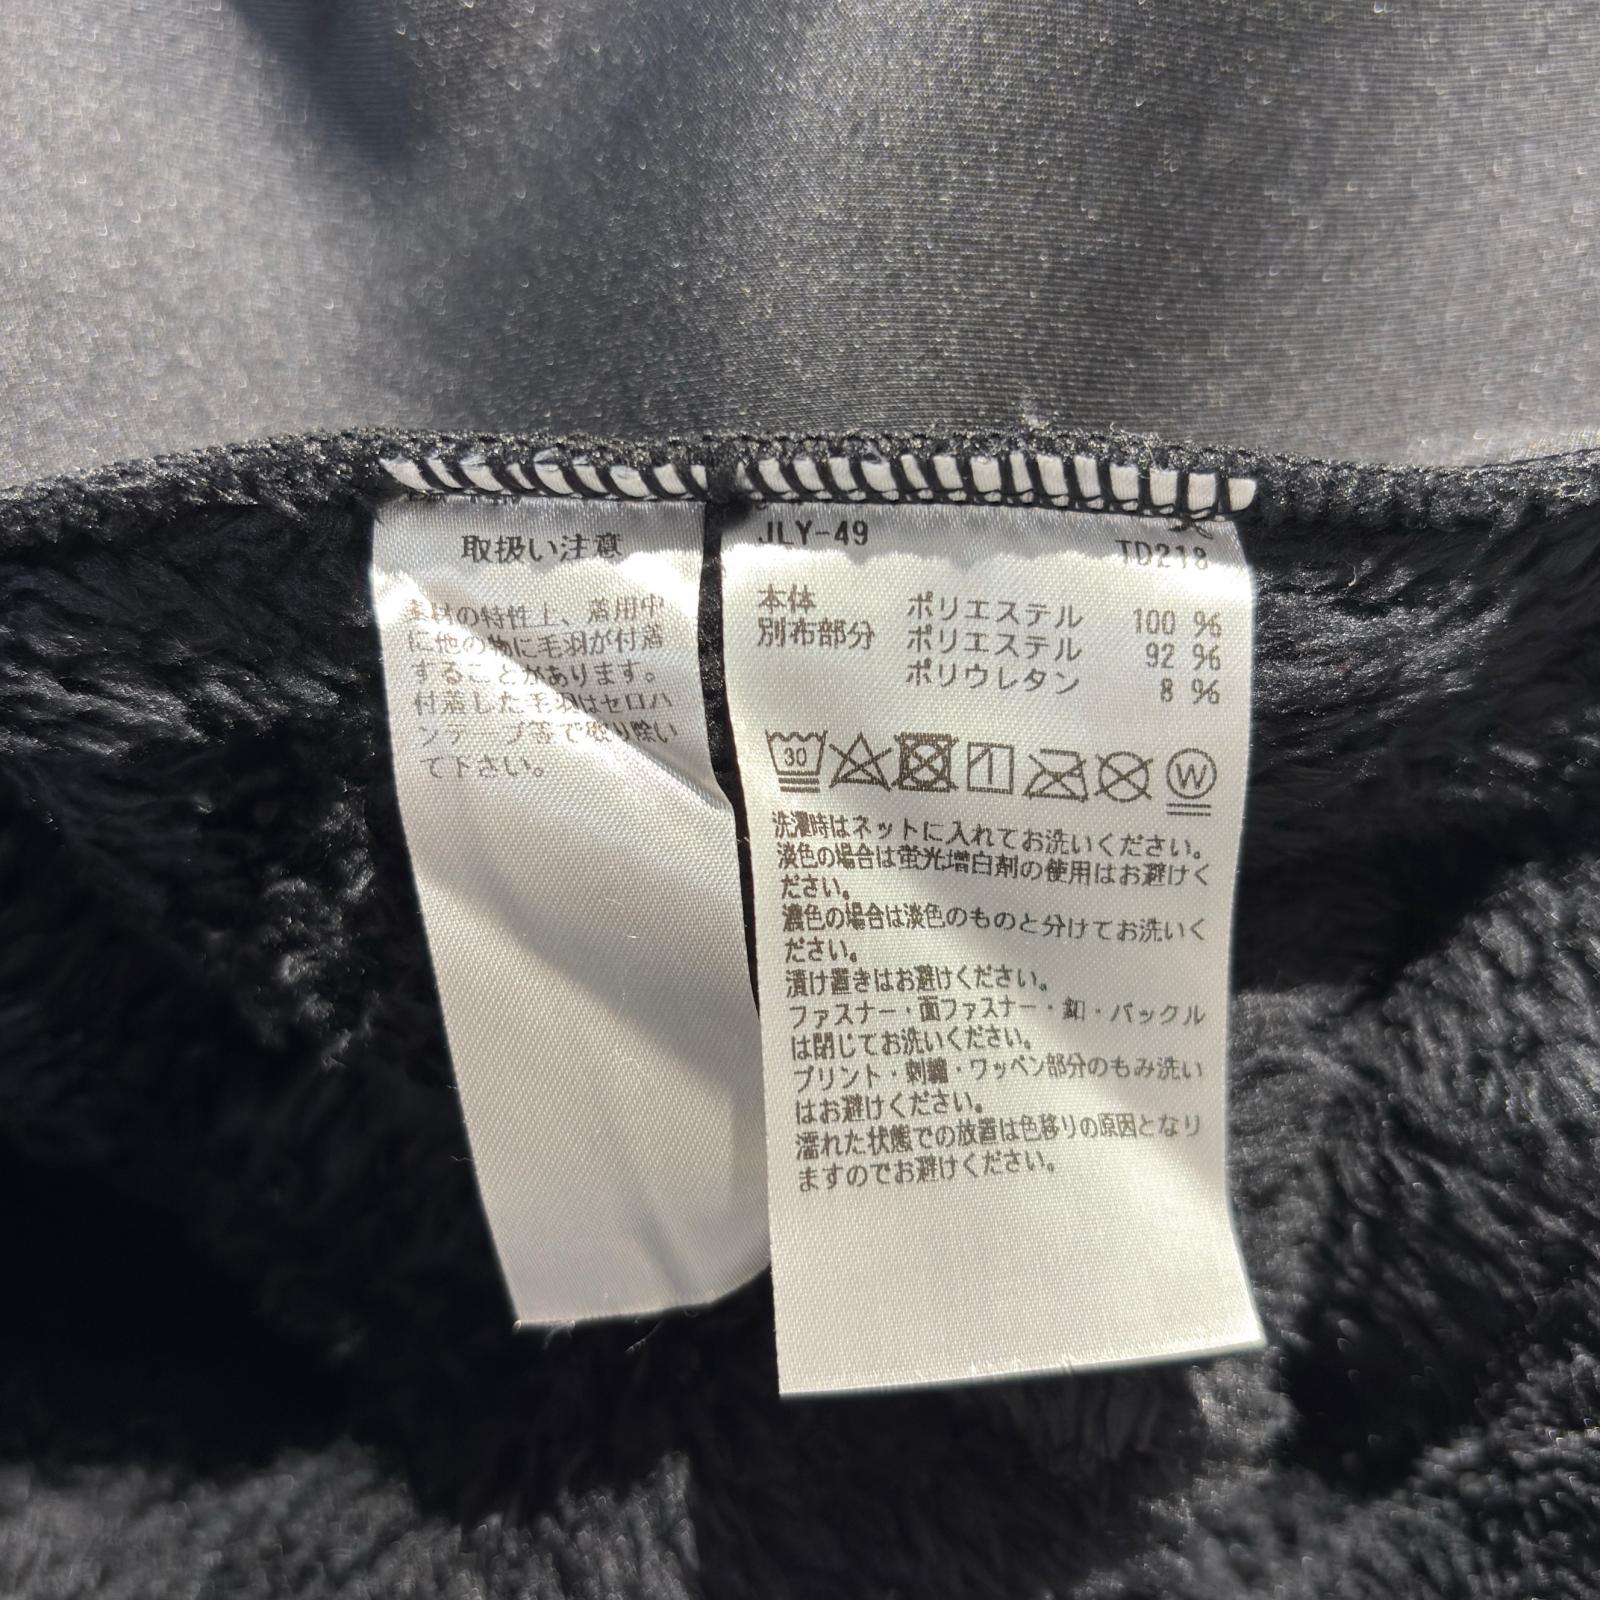 取扱い注意
素材の特性上、着用中
に他の物に毛羽が付着
することがあります。
付着した毛羽はセロハ
ンテープ等で取り除い
て下さい。
JLY-49
TD218
本体 ポリエステル 100 %
別布部分 ポリエステル 92 %
ポリウレタン 8 %
30
W
洗濯時はネットに入れてお洗いください。
淡色の場合は蛍光増白剤の使用はお避けく
ださい。
濃色の場合は淡色のものと分けてお洗いく
ださい。
漬け置きはお避けください。
ファスナー・面ファスナー・釦・バックル
は閉じてお洗いください。
プリント・刺繍・ワッペン部分のもみ洗い
はお避けください。
濡れた状態での放置は色移りの原因となり
ますのでお避けください。